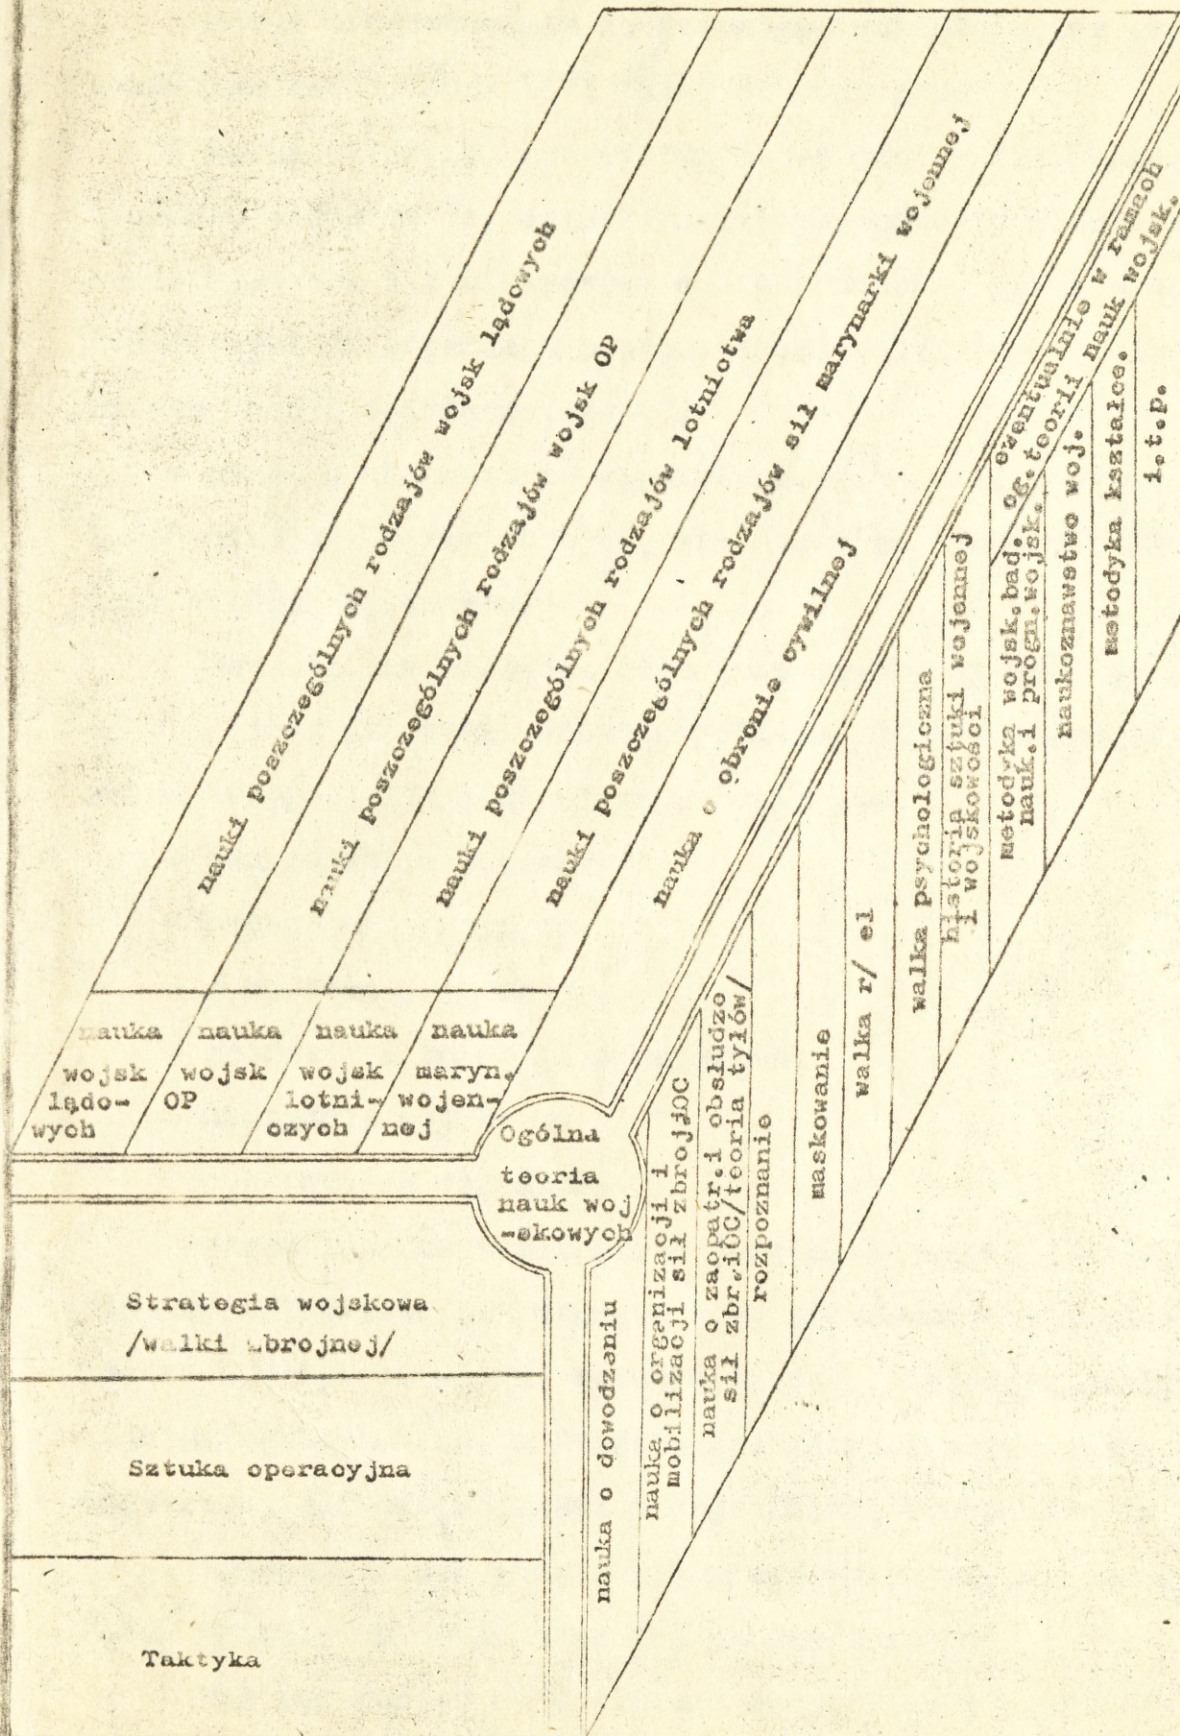 nauki poszczególnych rodzajów wojsk lądowych
nauki poszczególnych rodzajów wojsk OP
nauki poszczególnych rodzajów lotnictwa
nauki poszczególnych rodzajów sił marynarki wojennej
nauka o obronie cywilnej
nauka
wojsk
lądo-
wych
nauka
wojsk
OP
nauka
wojsk
lotni-
czych
nauka
maryn.
wojen-
nej
Ogólna
teoria
nauk woj
-skowych
Strategia wojskowa
/walki zbrojnej/
Sztuka operacyjna
Taktyka
nauka o dowodzeniu
nauka o organizacji i
mobilizacji sił zbroj.iOC
nauka o zaopatr.i obsłudze
sił zbr.iOC/teoria tyłów/
rozpoznanie
maskowanie
walka r/ el
walka psychologiczna
historia sztuki wojennej
i wojskowości
metodyka wojsk.bad.
nauk.i progn.wojsk.
ewentualnie w ramach
og.teorii nauk wojsk.
naukoznawstwo woj.
metodyka kształce.
i.t.p.